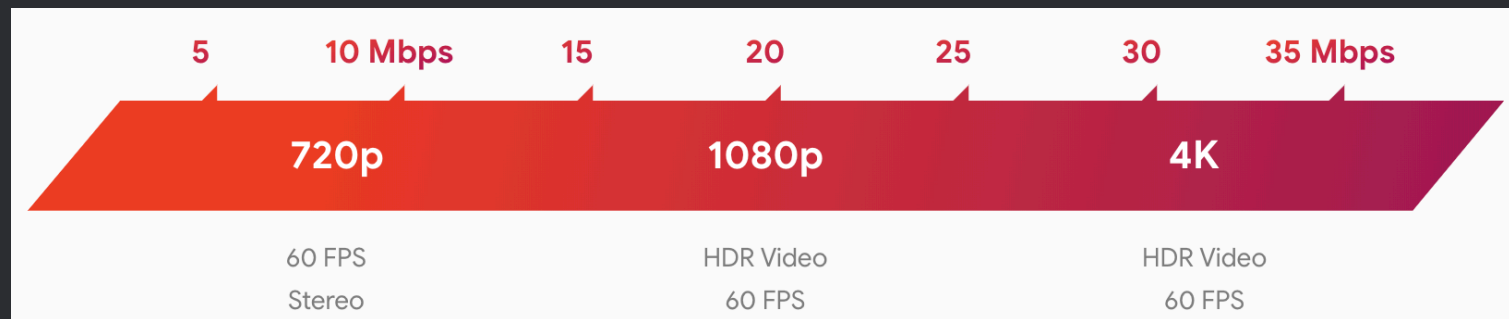 5 10 Mbps 15 20 25 30 35 Mbps
720p 1080p 4K
60 FPS HDR Video HDR Video
Stereo 60 FPS 60 FPS